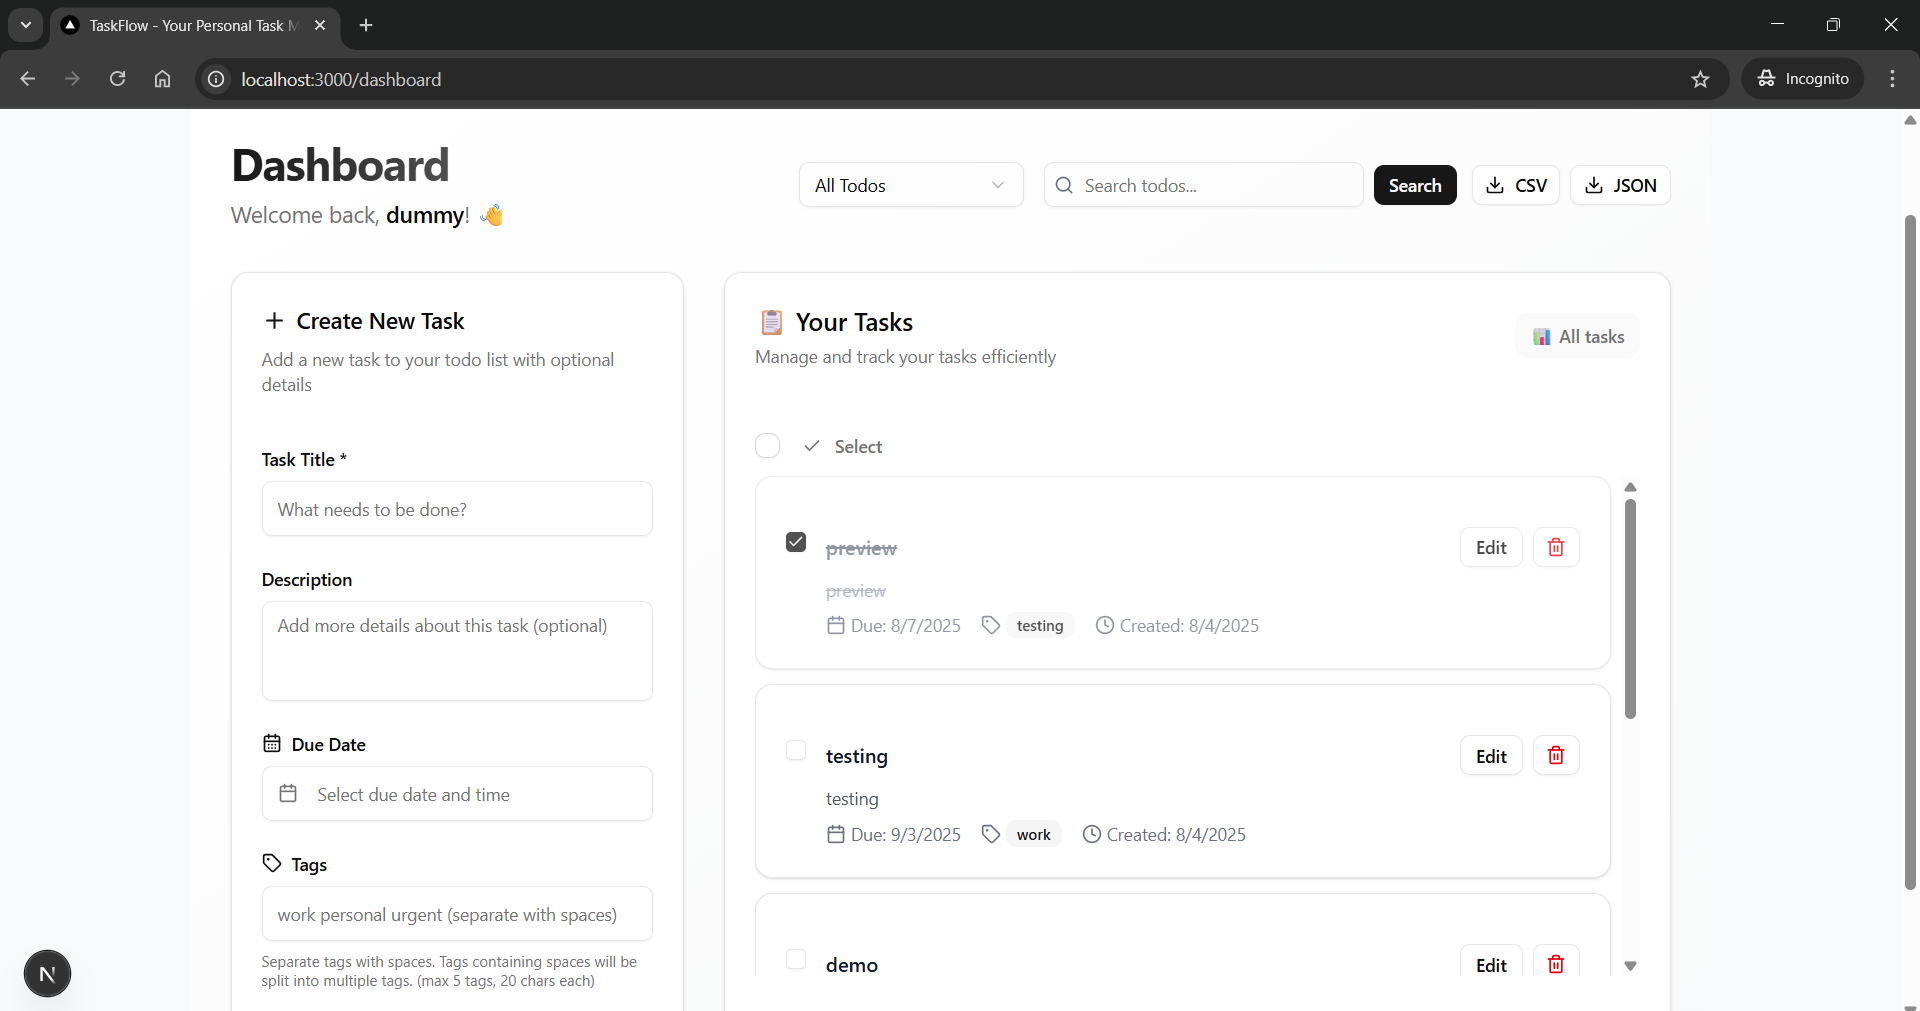 TaskFlow - Your Personal Task M
localhost:3000/dashboard
Incognito
Dashboard
Welcome back, dummy! 👋
All Todos
Search todos...
Search
CSV
JSON
Create New Task
Add a new task to your todo list with optional
details
Task Title *
What needs to be done?
Description
Add more details about this task (optional)
Due Date
Select due date and time
Tags
work personal urgent (separate with spaces)
Separate tags with spaces. Tags containing spaces will be
split into multiple tags. (max 5 tags, 20 chars each)
N
📋 Your Tasks
Manage and track your tasks efficiently
📊 All tasks
Select
preview
Edit
preview
Due: 8/7/2025 testing Created: 8/4/2025
testing
Edit
testing
Due: 9/3/2025 work Created: 8/4/2025
demo
Edit